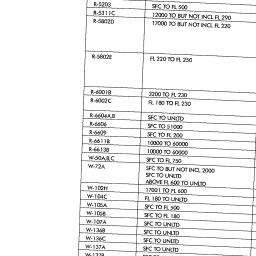 R-5203 SFC TO FL 500
R-5311C 12000 TO BUT NOT INCL FL 290
R-5802D 17000 TO BUT NOT INCL FL 220
R-5802E FL 220 TO FL 250
R-6001B 3200 TO FL 230
R-6002C FL 180 TO FL 230
R-6604A,B SFC TO UNLTD
R-6606 SFC TO 51000
R-6609 SFC TO FL 200
R-6611B 10000 TO 60000
R-6613B 10000 TO 60000
W-50A,B,C SFC TO FL 750
W-72A SFC TO BUT NOT INCL 2000
SFC TO UNLTD
ABOVE FL 600 TO UNLTD
W-102H 17001 TO FL 600
W-104C FL 180 TO UNLTD
W-105A SFC TO FL 500
W-105B SFC TO FL 180
W-107A SFC TO UNLTD
W-136B SFC TO UNLTD
W-136C SFC TO UNLTD
W-137A SFC TO UNLTD
W-137B